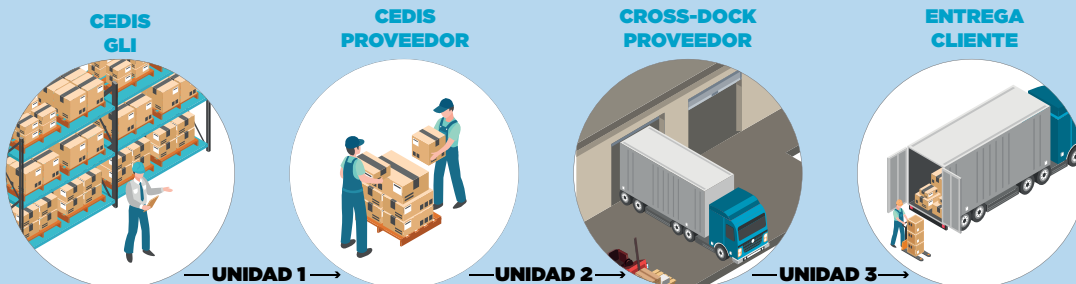 CEDIS
GLI
CEDIS
PROVEEDOR
CROSS-DOCK
PROVEEDOR
ENTREGA
CLIENTE
UNIDAD 1
UNIDAD 2
UNIDAD 3